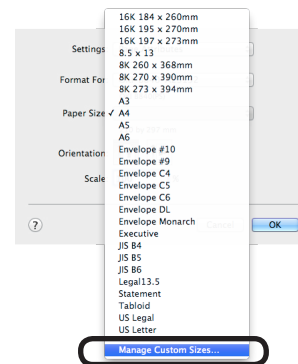 16K 184 x 260mm
16K 195 x 270mm
16K 197 x 273mm
8.5 x 13
8K 260 x 368mm
8K 270 x 390mm
8K 273 x 394mm
A3
Settings
Format For
Paper Size ✓ A4
A5
A6
Envelope #10
Orientation
Envelope #9
Envelope C4
Scale
Envelope C5
Envelope C6
Envelope DL
Envelope Monarch
? Executive Cancel OK
JIS B4
JIS B5
JIS B6
Legal13.5
Statement
Tabloid
US Legal
US Letter
Manage Custom Sizes...